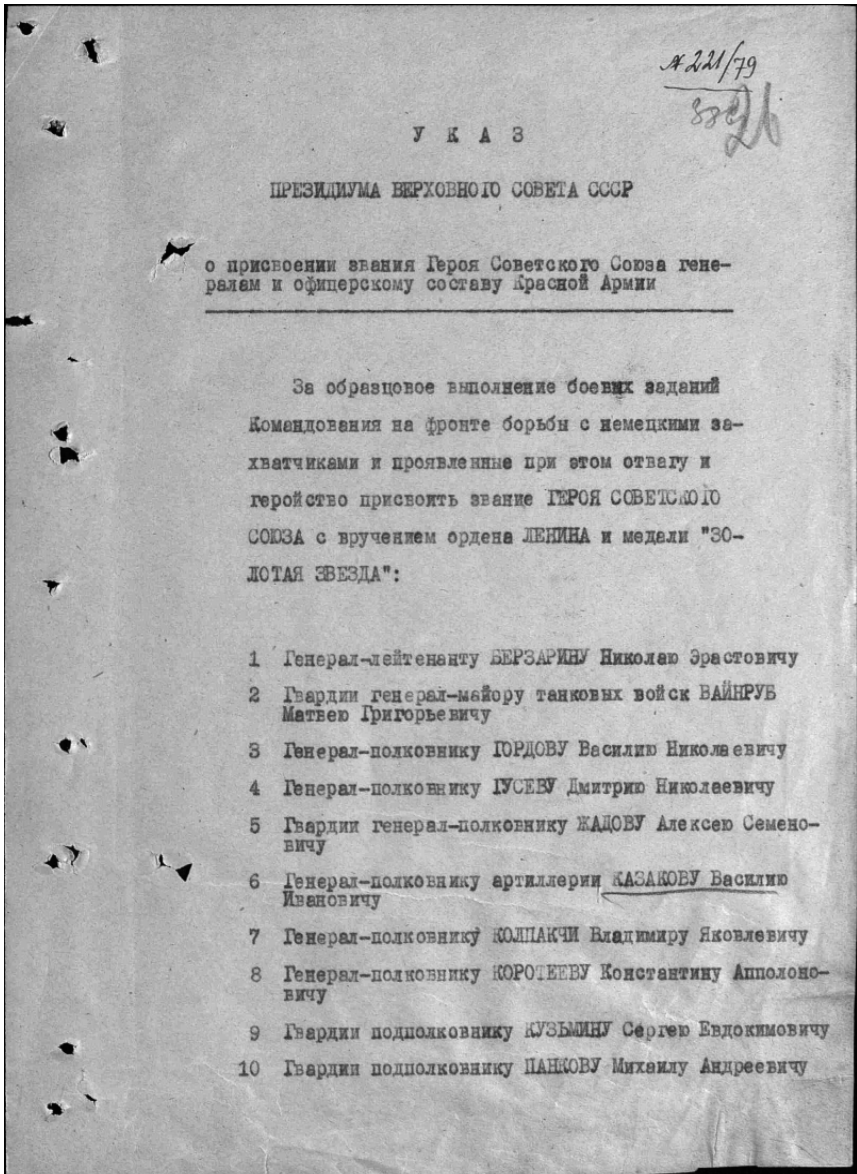 № 221/79
У К А З
ПРЕЗИДИУМА ВЕРХОВНОГО СОВЕТА СССР
о присвоении звания Героя Советского Союза гене-
ралам и офицерскому составу Красной Армии
За образцовое выполнение боевых заданий
Командования на фронте борьбы с немецкими за-
хватчиками и проявленные при этом отвагу и
геройство присвоить звание ГЕРОЯ СОВЕТСКОГО
СОЮЗА с вручением ордена ЛЕНИНА и медали "ЗО-
ЛОТАЯ ЗВЕЗДА":
1 Генерал-лейтенанту БЕРЗАРИНУ Николаю Эрастовичу
2 Гвардии генерал-майору танковых войск ВАЙНРУБ
Матвею Григорьевичу
3 Генерал-полковнику ГОРДОВУ Василию Николаевичу
4 Генерал-полковнику ГУСЕВУ Дмитрию Николаевичу
5 Гвардии генерал-полковнику ЖАДОВУ Алексею Семено-
вичу
6 Генерал-полковнику артиллерии КАЗАКОВУ Василию
Ивановичу
7 Генерал-полковнику КОЛПАКЧИ Владимиру Яковлевичу
8 Генерал-полковнику КОРОТЕЕВУ Константину Апполоно-
вичу
9 Гвардии подполковнику КУЗЬМИНУ Сергею Евдокимовичу
10 Гвардии подполковнику ПАНКОВУ Михаилу Андреевичу